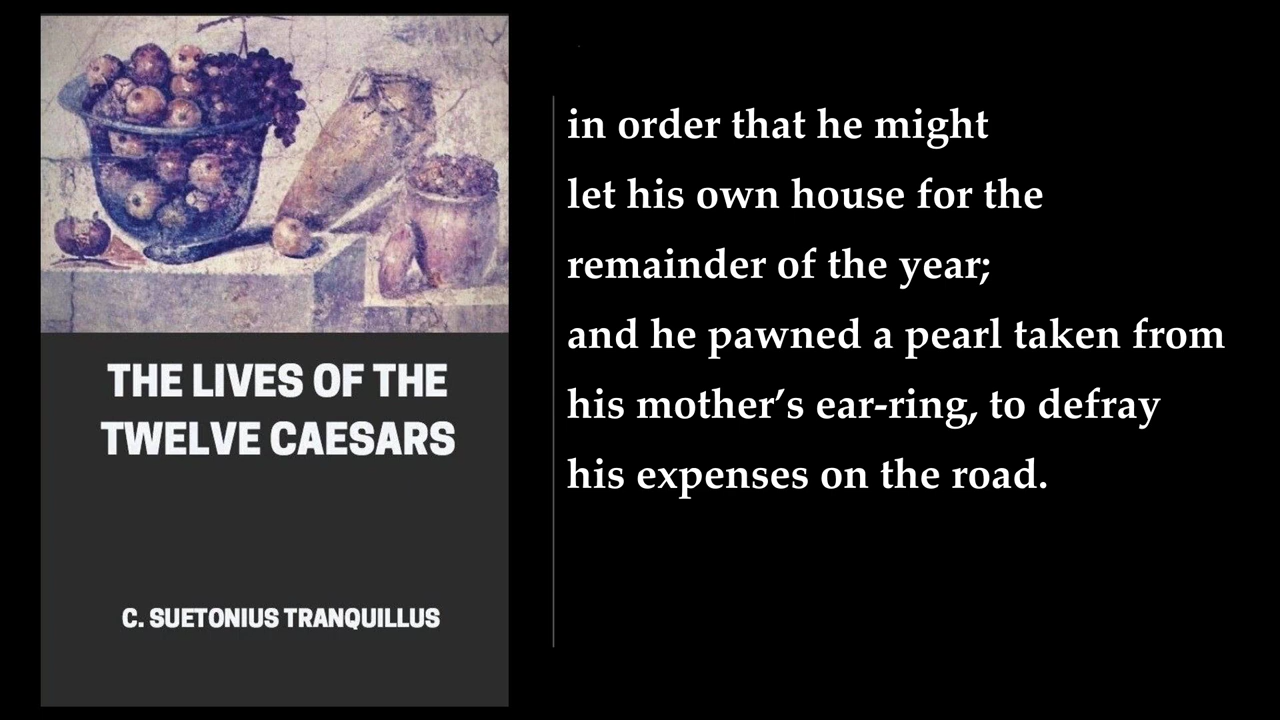 THE LIVES OF THE
TWELVE CAESARS
C. SUETONIUS TRANQUILLUS
in order that he might
let his own house for the
remainder of the year;
and he pawned a pearl taken from
his mother’s ear-ring, to defray
his expenses on the road.